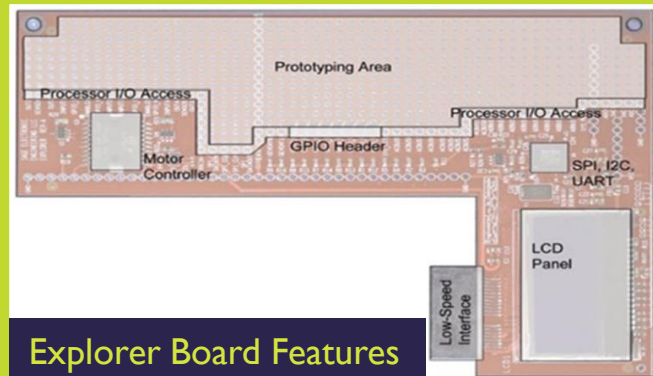 Prototyping Area
Processor I/O Access
Processor I/O Access
GPIO Header
Motor
Controller
SPI, I2C,
UART
LCD
Panel
Low-Speed
Interface
Explorer Board Features